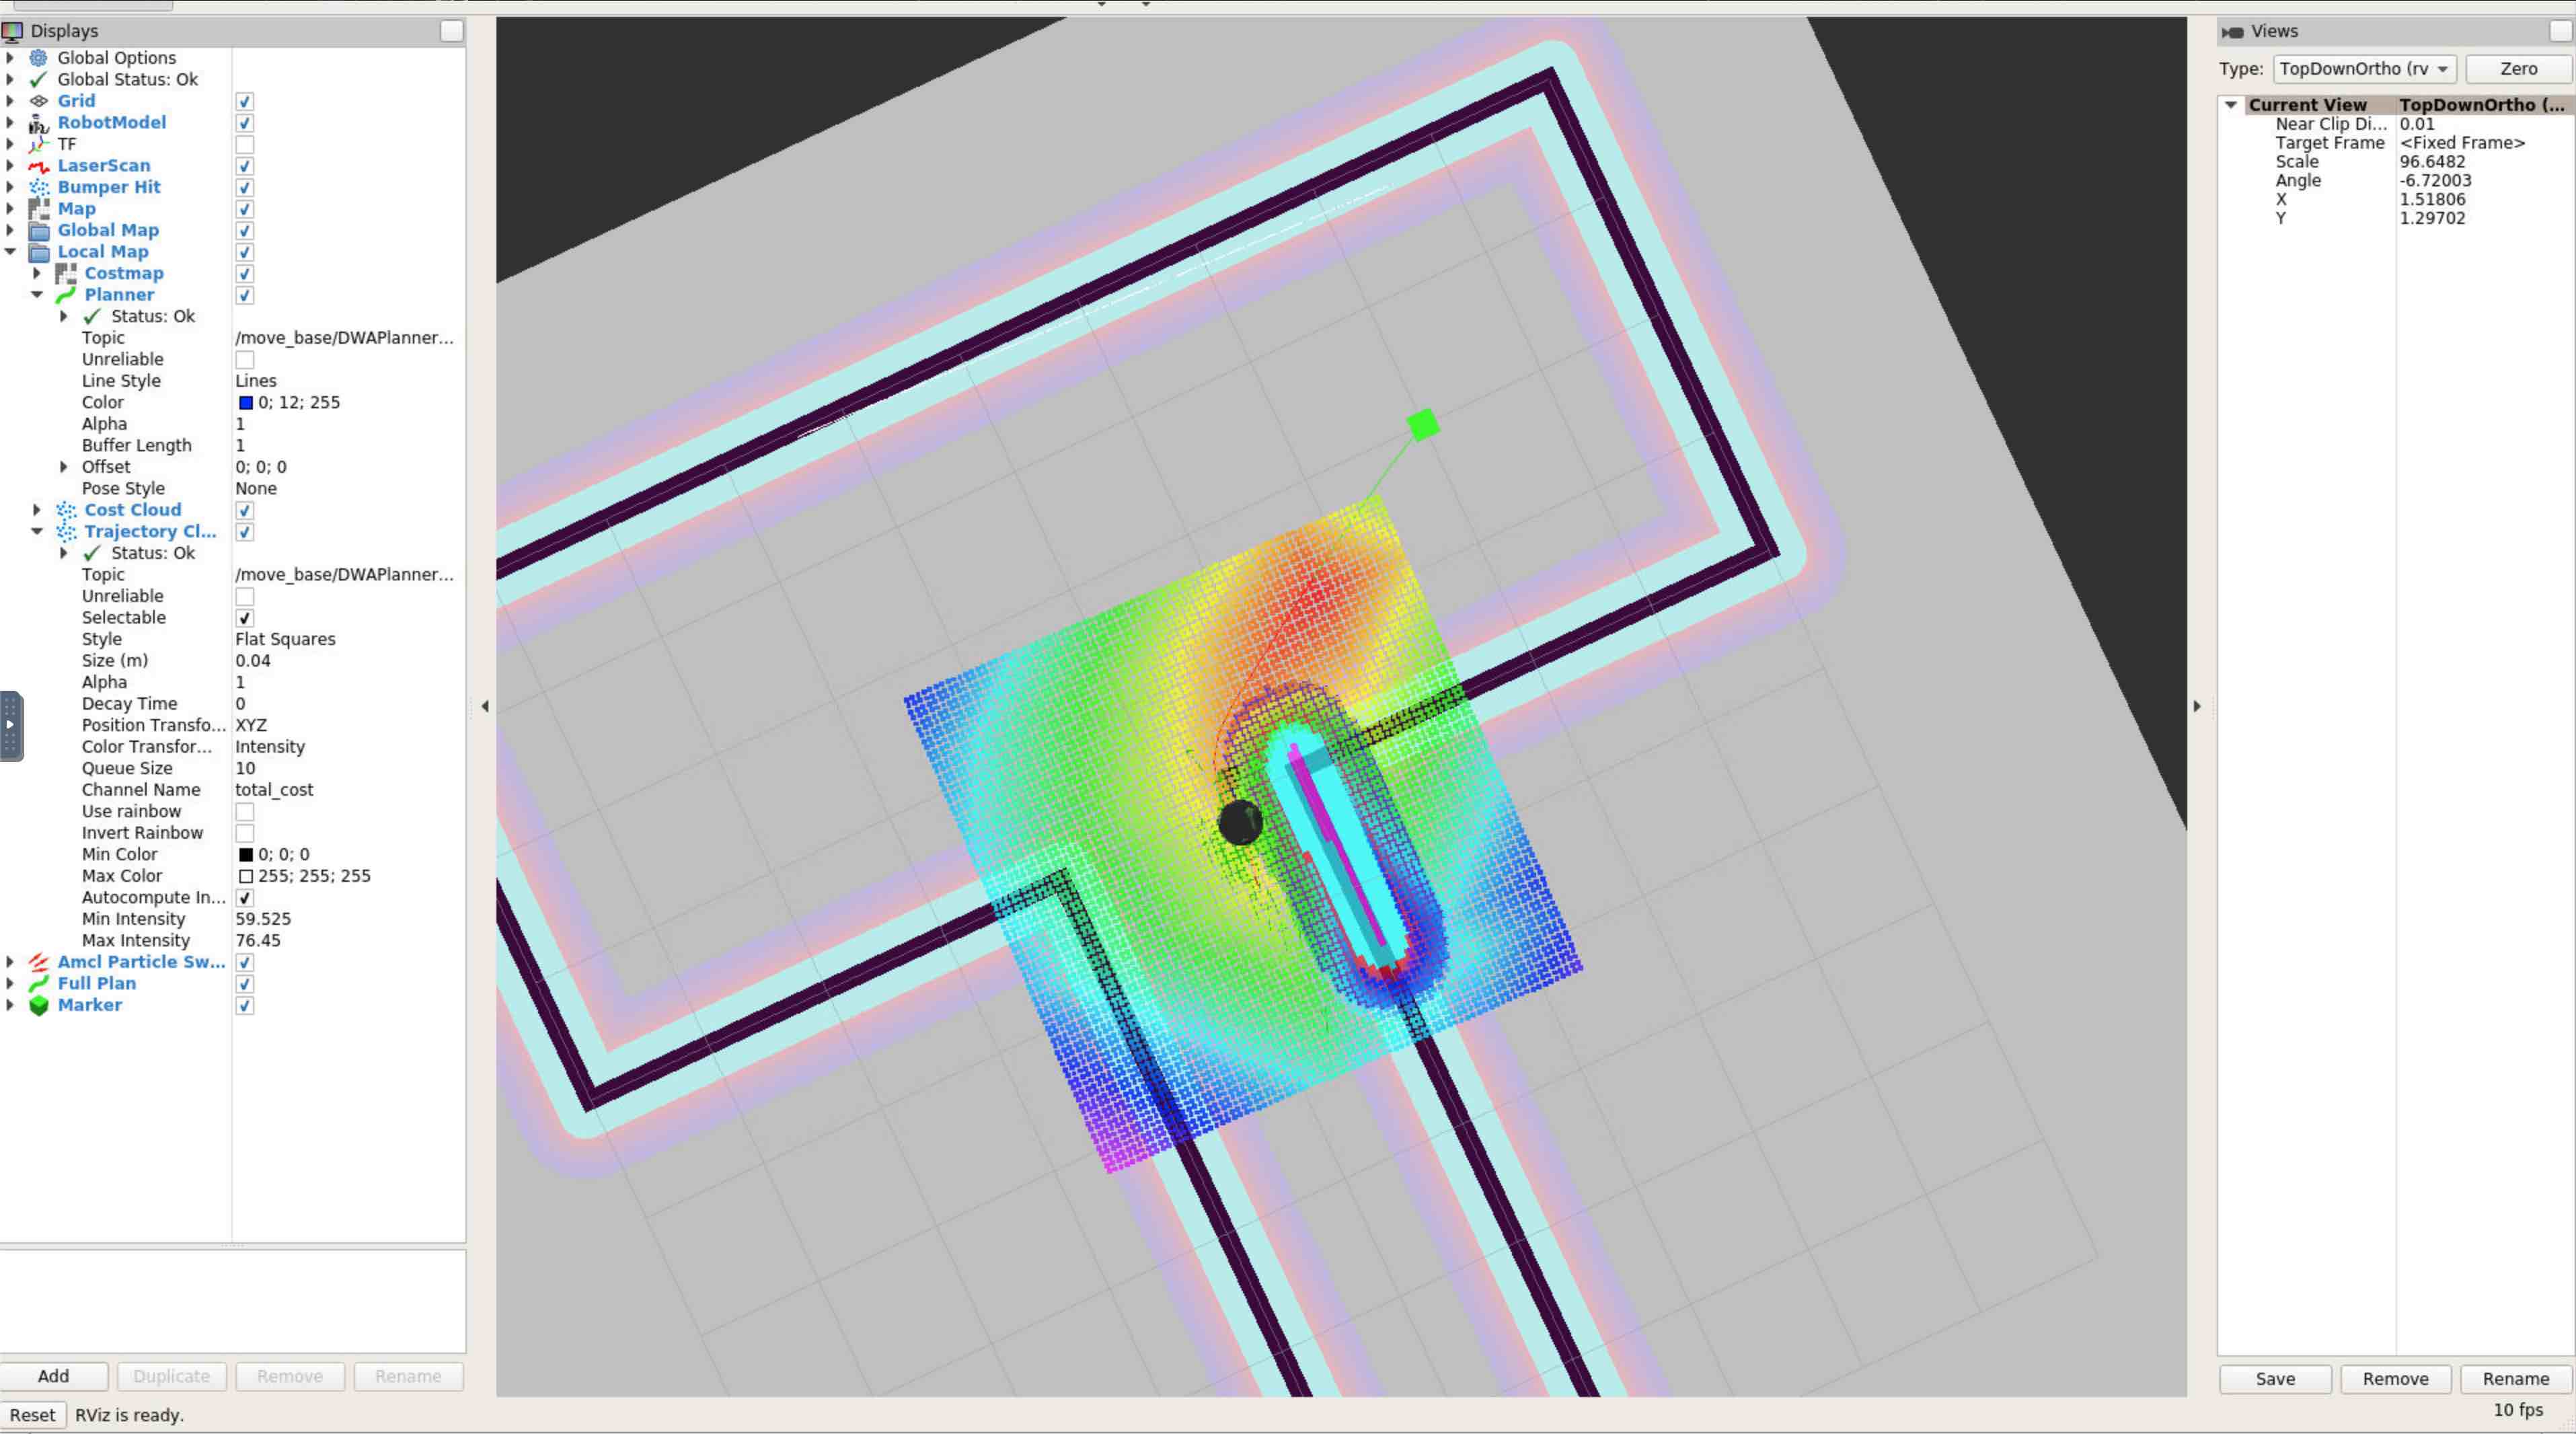 Displays
Global Options
Global Status: Ok
Grid
RobotModel
TF
LaserScan
Bumper Hit
Map
Global Map
Local Map
Costmap
Planner
Status: Ok
Topic /move_base/DWAPlanner...
Unreliable
Line Style Lines
Color 0; 12; 255
Alpha 1
Buffer Length 1
Offset 0; 0; 0
Pose Style None
Cost Cloud
Trajectory Cl...
Status: Ok
Topic /move_base/DWAPlanner...
Unreliable
Selectable
Style Flat Squares
Size (m) 0.04
Alpha 1
Decay Time 0
Position Transfo... XYZ
Color Transfor... Intensity
Queue Size 10
Channel Name total_cost
Use rainbow
Invert Rainbow
Min Color 0; 0; 0
Max Color 255; 255; 255
Autocompute In...
Min Intensity 59.525
Max Intensity 76.45
Amcl Particle Sw...
Full Plan
Marker
Add Duplicate Remove Rename
Reset RViz is ready.
Views
Type: TopDownOrtho (rv Zero
Current View TopDownOrtho (...
Near Clip Di... 0.01
Target Frame <Fixed Frame>
Scale 96.6482
Angle -6.72003
X 1.51806
Y 1.29702
Save Remove Rename
10 fps